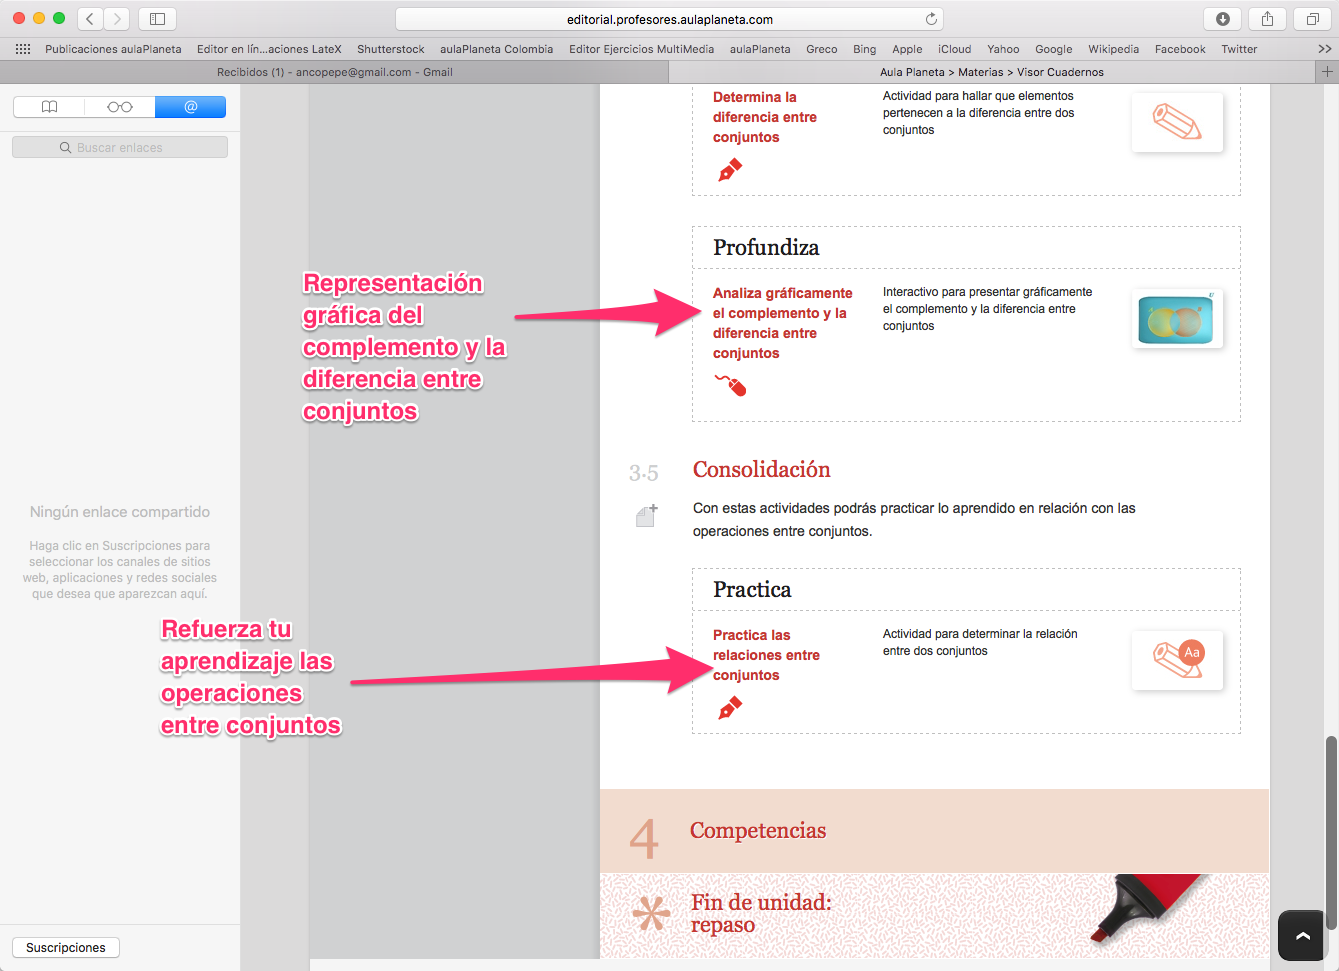 editorial.profesores.aulaplaneta.com
Publicaciones aulaPlaneta Editor en lín...aciones LateX Shutterstock aulaPlaneta Colombia Editor Ejercicios MultiMedia aulaPlaneta Greco Bing Apple iCloud Yahoo Google Wikipedia Facebook Twitter >>
Recibidos (1) - ancopepe@gmail.com - Gmail
Aula Planeta > Materias > Visor Cuadernos
@
Buscar enlaces
Ningún enlace compartido
Haga clic en Suscripciones para
seleccionar los canales de sitios
web, aplicaciones y redes sociales
que desea que aparezcan aquí.
Suscripciones
Determina la
diferencia entre
conjuntos
Actividad para hallar que elementos
pertenecen a la diferencia entre dos
conjuntos
Profundiza
Representación
gráfica del
complemento y la
diferencia entre
conjuntos
Analiza gráficamente
el complemento y la
diferencia entre
conjuntos
Interactivo para presentar gráficamente
el complemento y la diferencia entre
conjuntos
U
3.5
Consolidación
Con estas actividades podrás practicar lo aprendido en relación con las
operaciones entre conjuntos.
Practica
Refuerza tu
aprendizaje las
operaciones
entre conjuntos
Practica las
relaciones entre
conjuntos
Actividad para determinar la relación
entre dos conjuntos
Aa
4
Competencias
*
Fin de unidad:
repaso